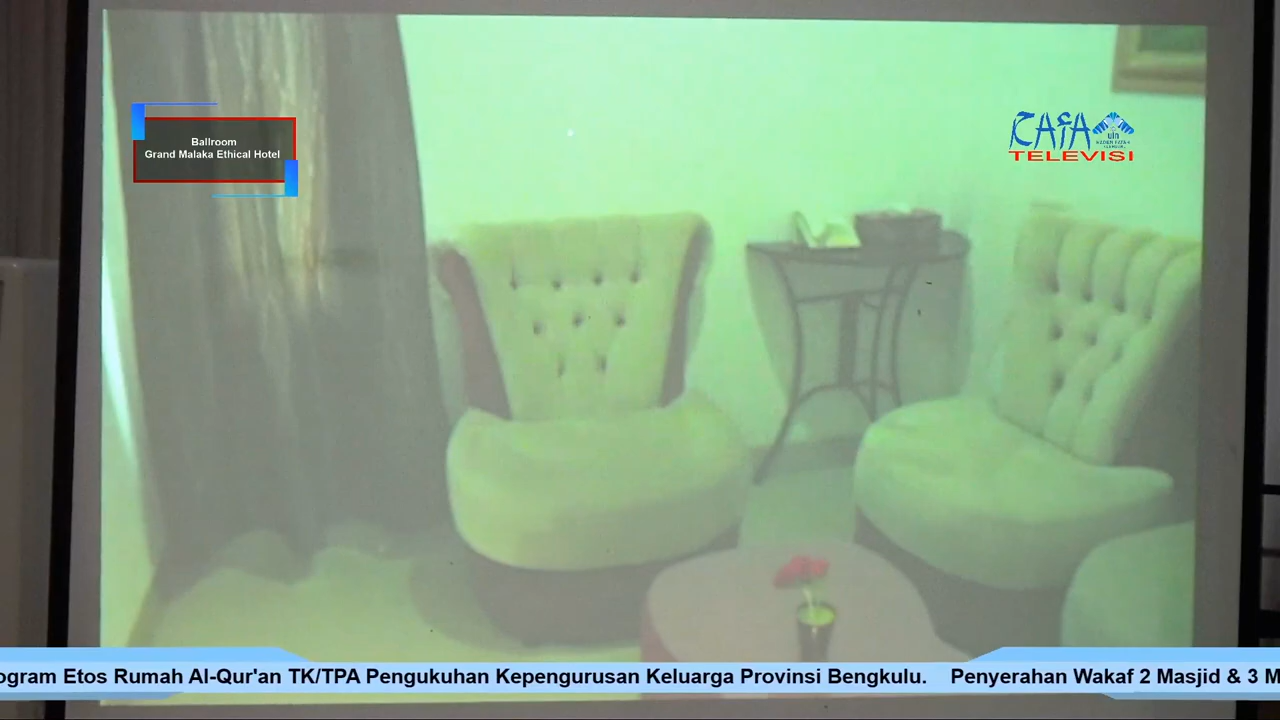 Ballroom
Grand Malaka Ethical Hotel
CAFA
TELEVISI
ogram Etos Rumah Al-Qur'an TK/TPA Pengukuhan Kepengurusan Keluarga Provinsi Bengkulu. Penyerahan Wakaf 2 Masjid & 3 M